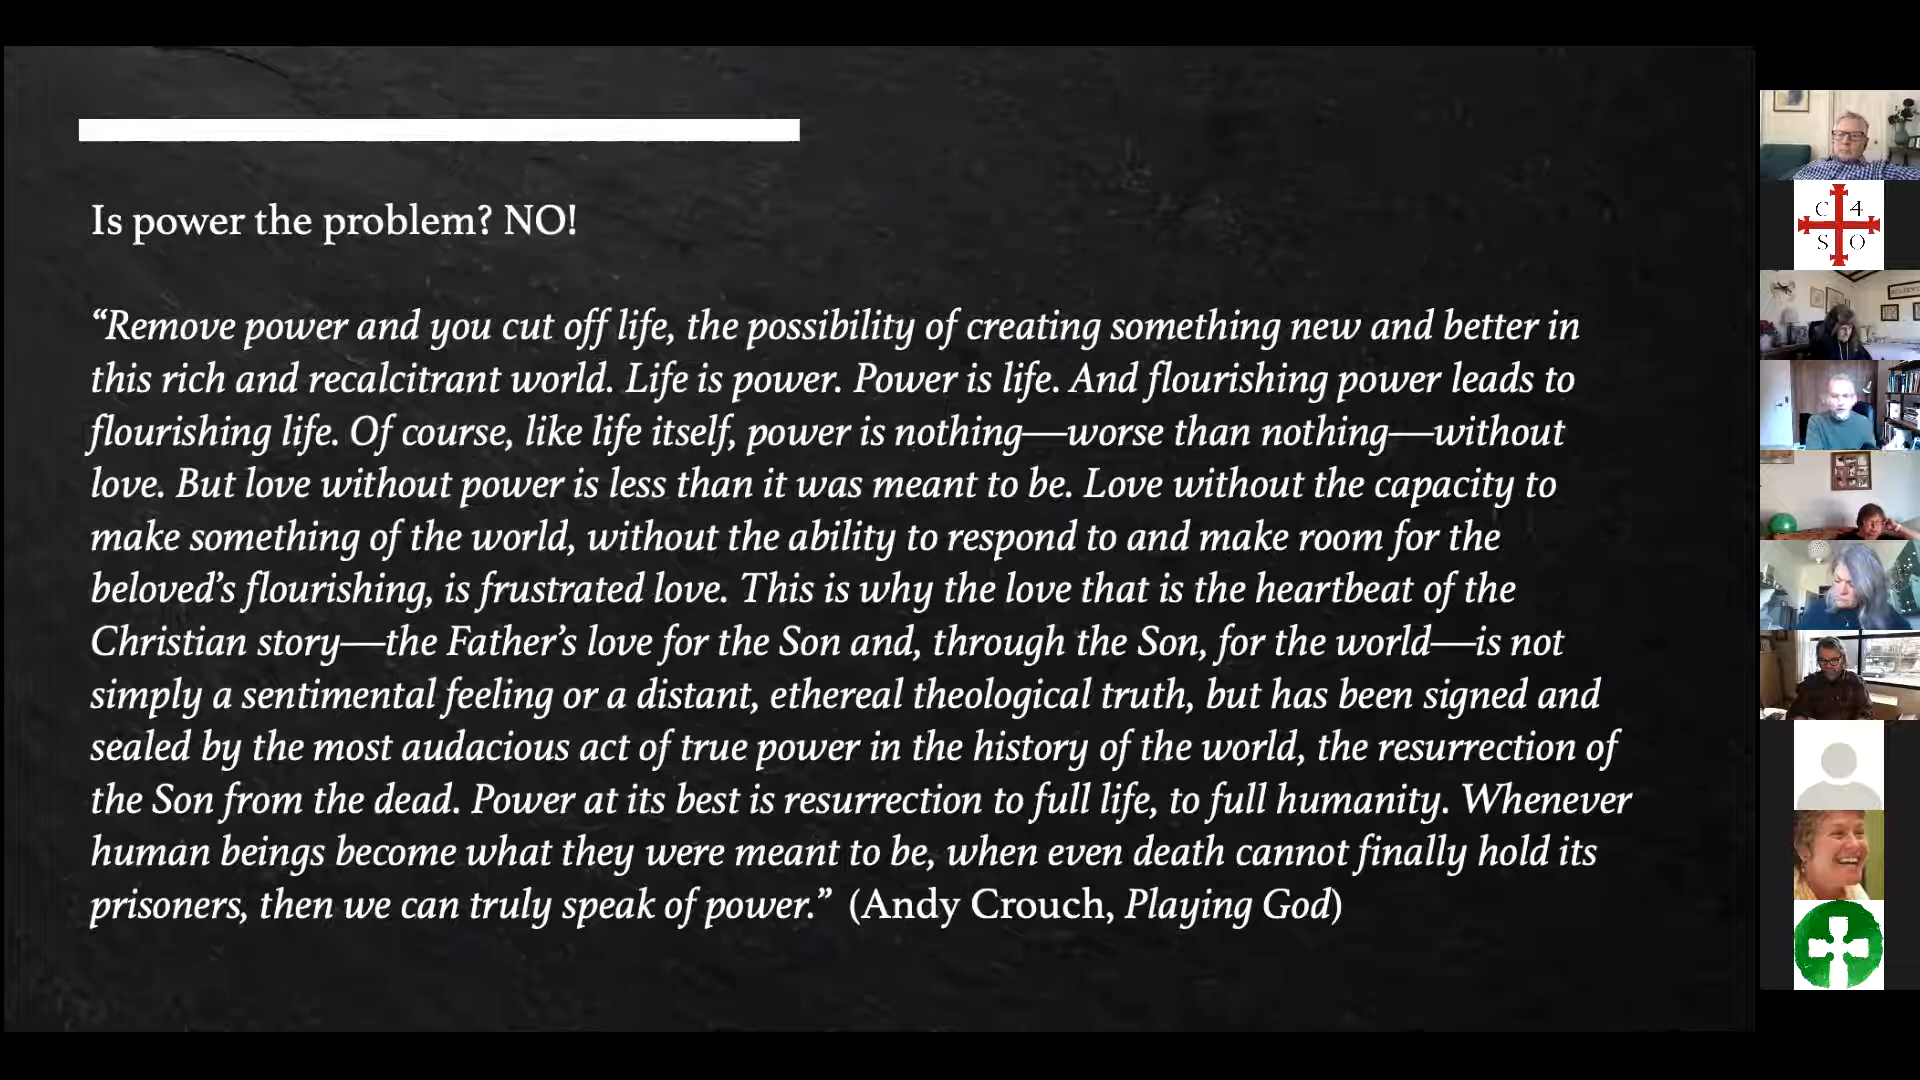 Is power the problem? NO!
“Remove power and you cut off life, the possibility of creating something new and better in
this rich and recalcitrant world. Life is power. Power is life. And flourishing power leads to
flourishing life. Of course, like life itself, power is nothing—worse than nothing—without
love. But love without power is less than it was meant to be. Love without the capacity to
make something of the world, without the ability to respond to and make room for the
beloved’s flourishing, is frustrated love. This is why the love that is the heartbeat of the
Christian story—the Father’s love for the Son and, through the Son, for the world—is not
simply a sentimental feeling or a distant, ethereal theological truth, but has been signed and
sealed by the most audacious act of true power in the history of the world, the resurrection of
the Son from the dead. Power at its best is resurrection to full life, to full humanity. Whenever
human beings become what they were meant to be, when even death cannot finally hold its
prisoners, then we can truly speak of power.” (Andy Crouch, Playing God)
C 4
S O